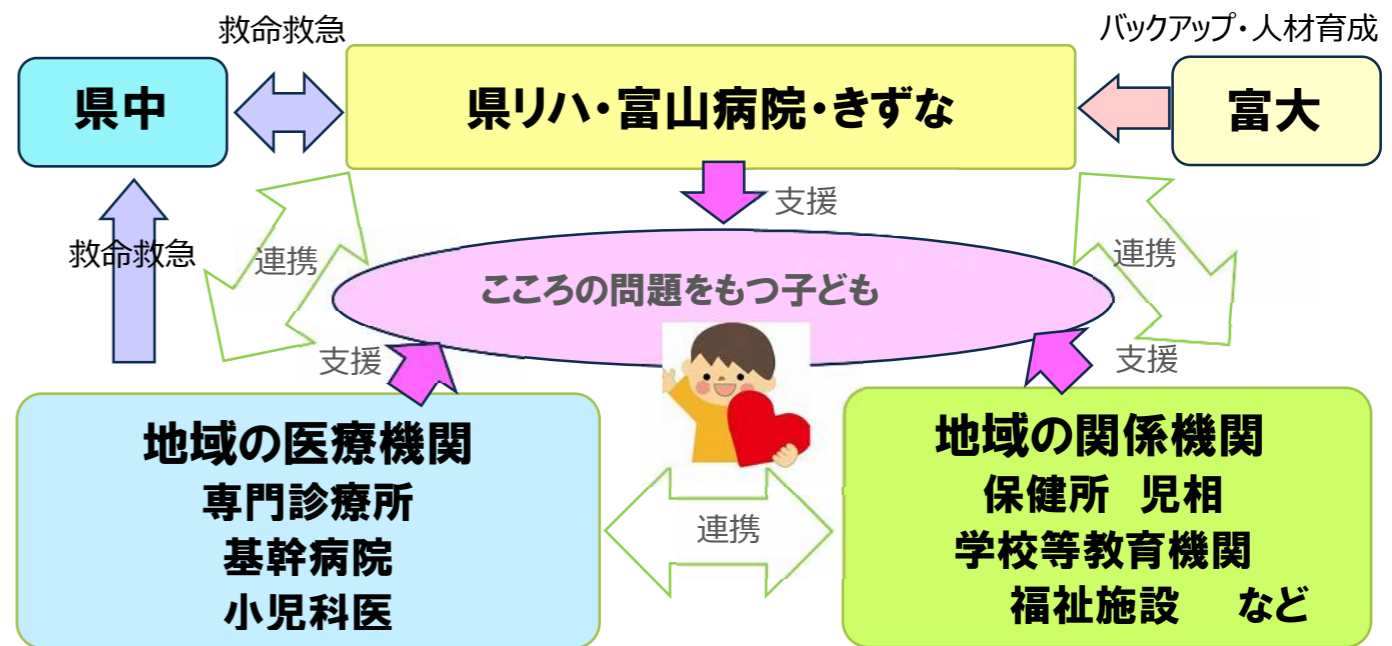 救命救急
バックアップ・人材育成
県中
県リハ・富山病院・きずな
富大
支援
救命救急
連携
連携
こころの問題をもつ子ども
支援
支援
地域の医療機関
専門診療所
基幹病院
小児科医
連携
地域の関係機関
保健所 児相
学校等教育機関
福祉施設 など